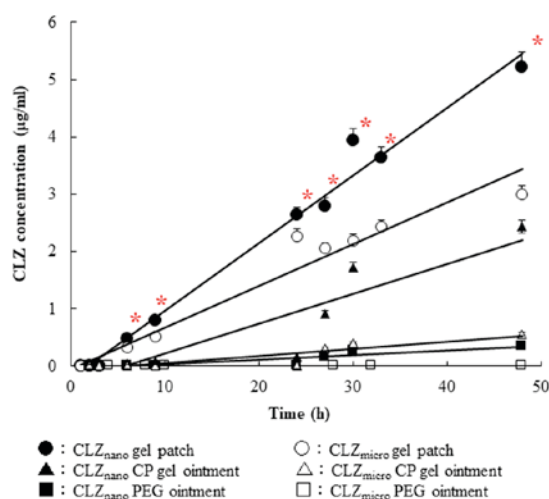 CLZ concentration (µg/ml)
6
5
4
3
2
1
0
0 10 20 30 40 50
* * * * * * *
Time (h)
● : CLZnano gel patch ○ : CLZmicro gel patch
▲ : CLZnano CP gel ointment △ : CLZmicro CP gel ointment
■ : CLZnano PEG ointment □ : CLZmicro PEG ointment